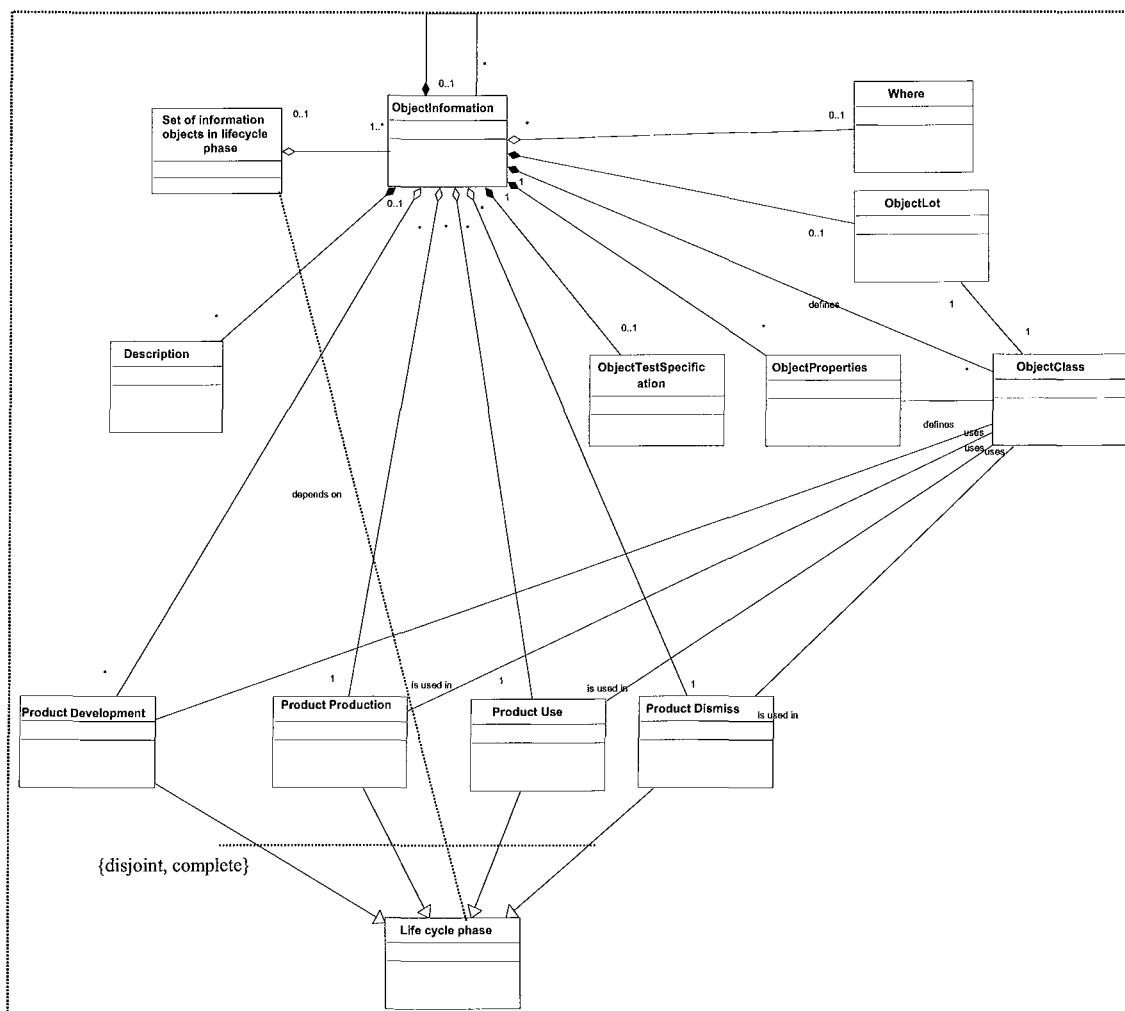 *
0..1
ObjectInformation
Where
Set of information
objects in lifecycle
phase
0..1
1..*
*
0..1
1
0..1
1
*
ObjectLot
* * *
0..1
defines
1
*
0..1
*
1
Description
ObjectTestSpecific
ation
ObjectProperties
*
ObjectClass
defines
uses
uses
uses
depends on
*
1
is used in
1
is used in
1
Product Development
Product Production
Product Use
Product Dismiss
is used in
{disjoint, complete}
Life cycle phase